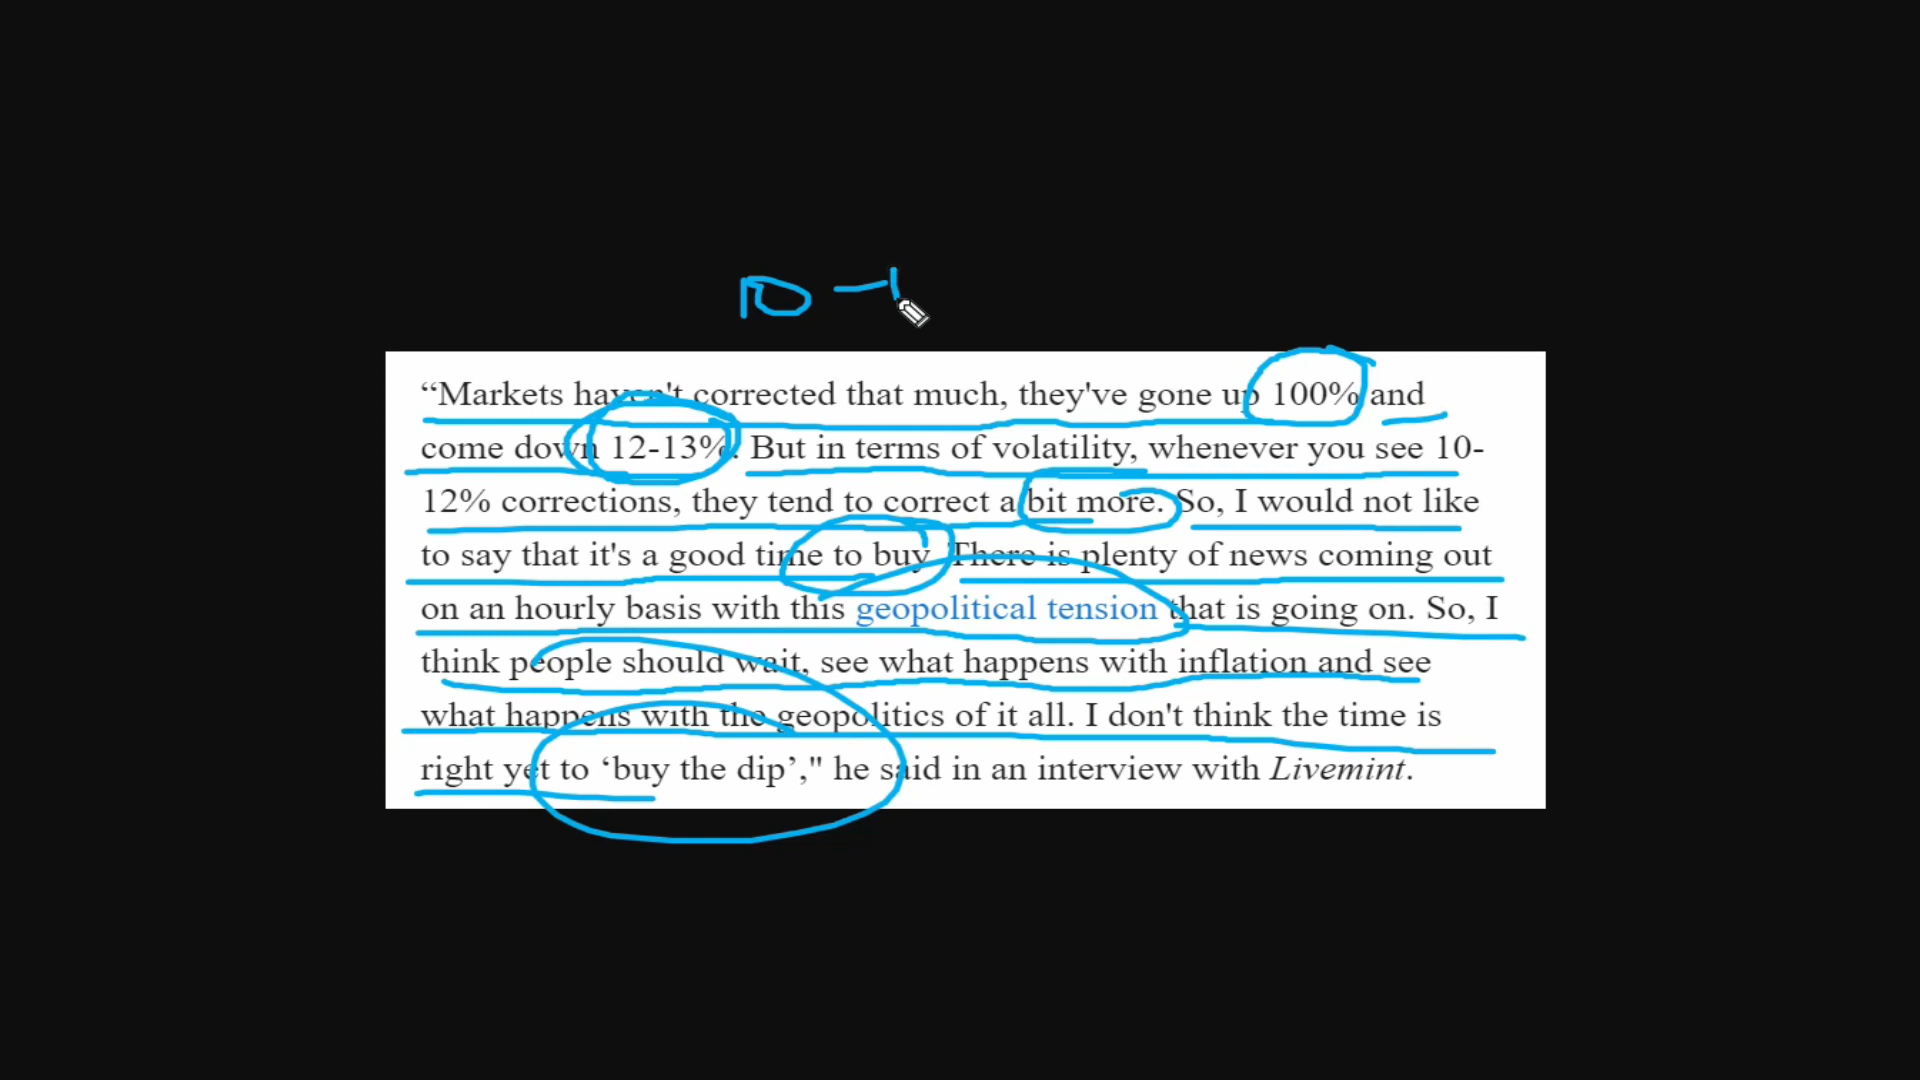 10 -
“Markets haven't corrected that much, they've gone up 100% and
come down 12-13%. But in terms of volatility, whenever you see 10-
12% corrections, they tend to correct a bit more. So, I would not like
to say that it's a good time to buy. There is plenty of news coming out
on an hourly basis with this geopolitical tension that is going on. So, I
think people should wait, see what happens with inflation and see
what happens with the geopolitics of it all. I don't think the time is
right yet to ‘buy the dip’," he said in an interview with Livemint.